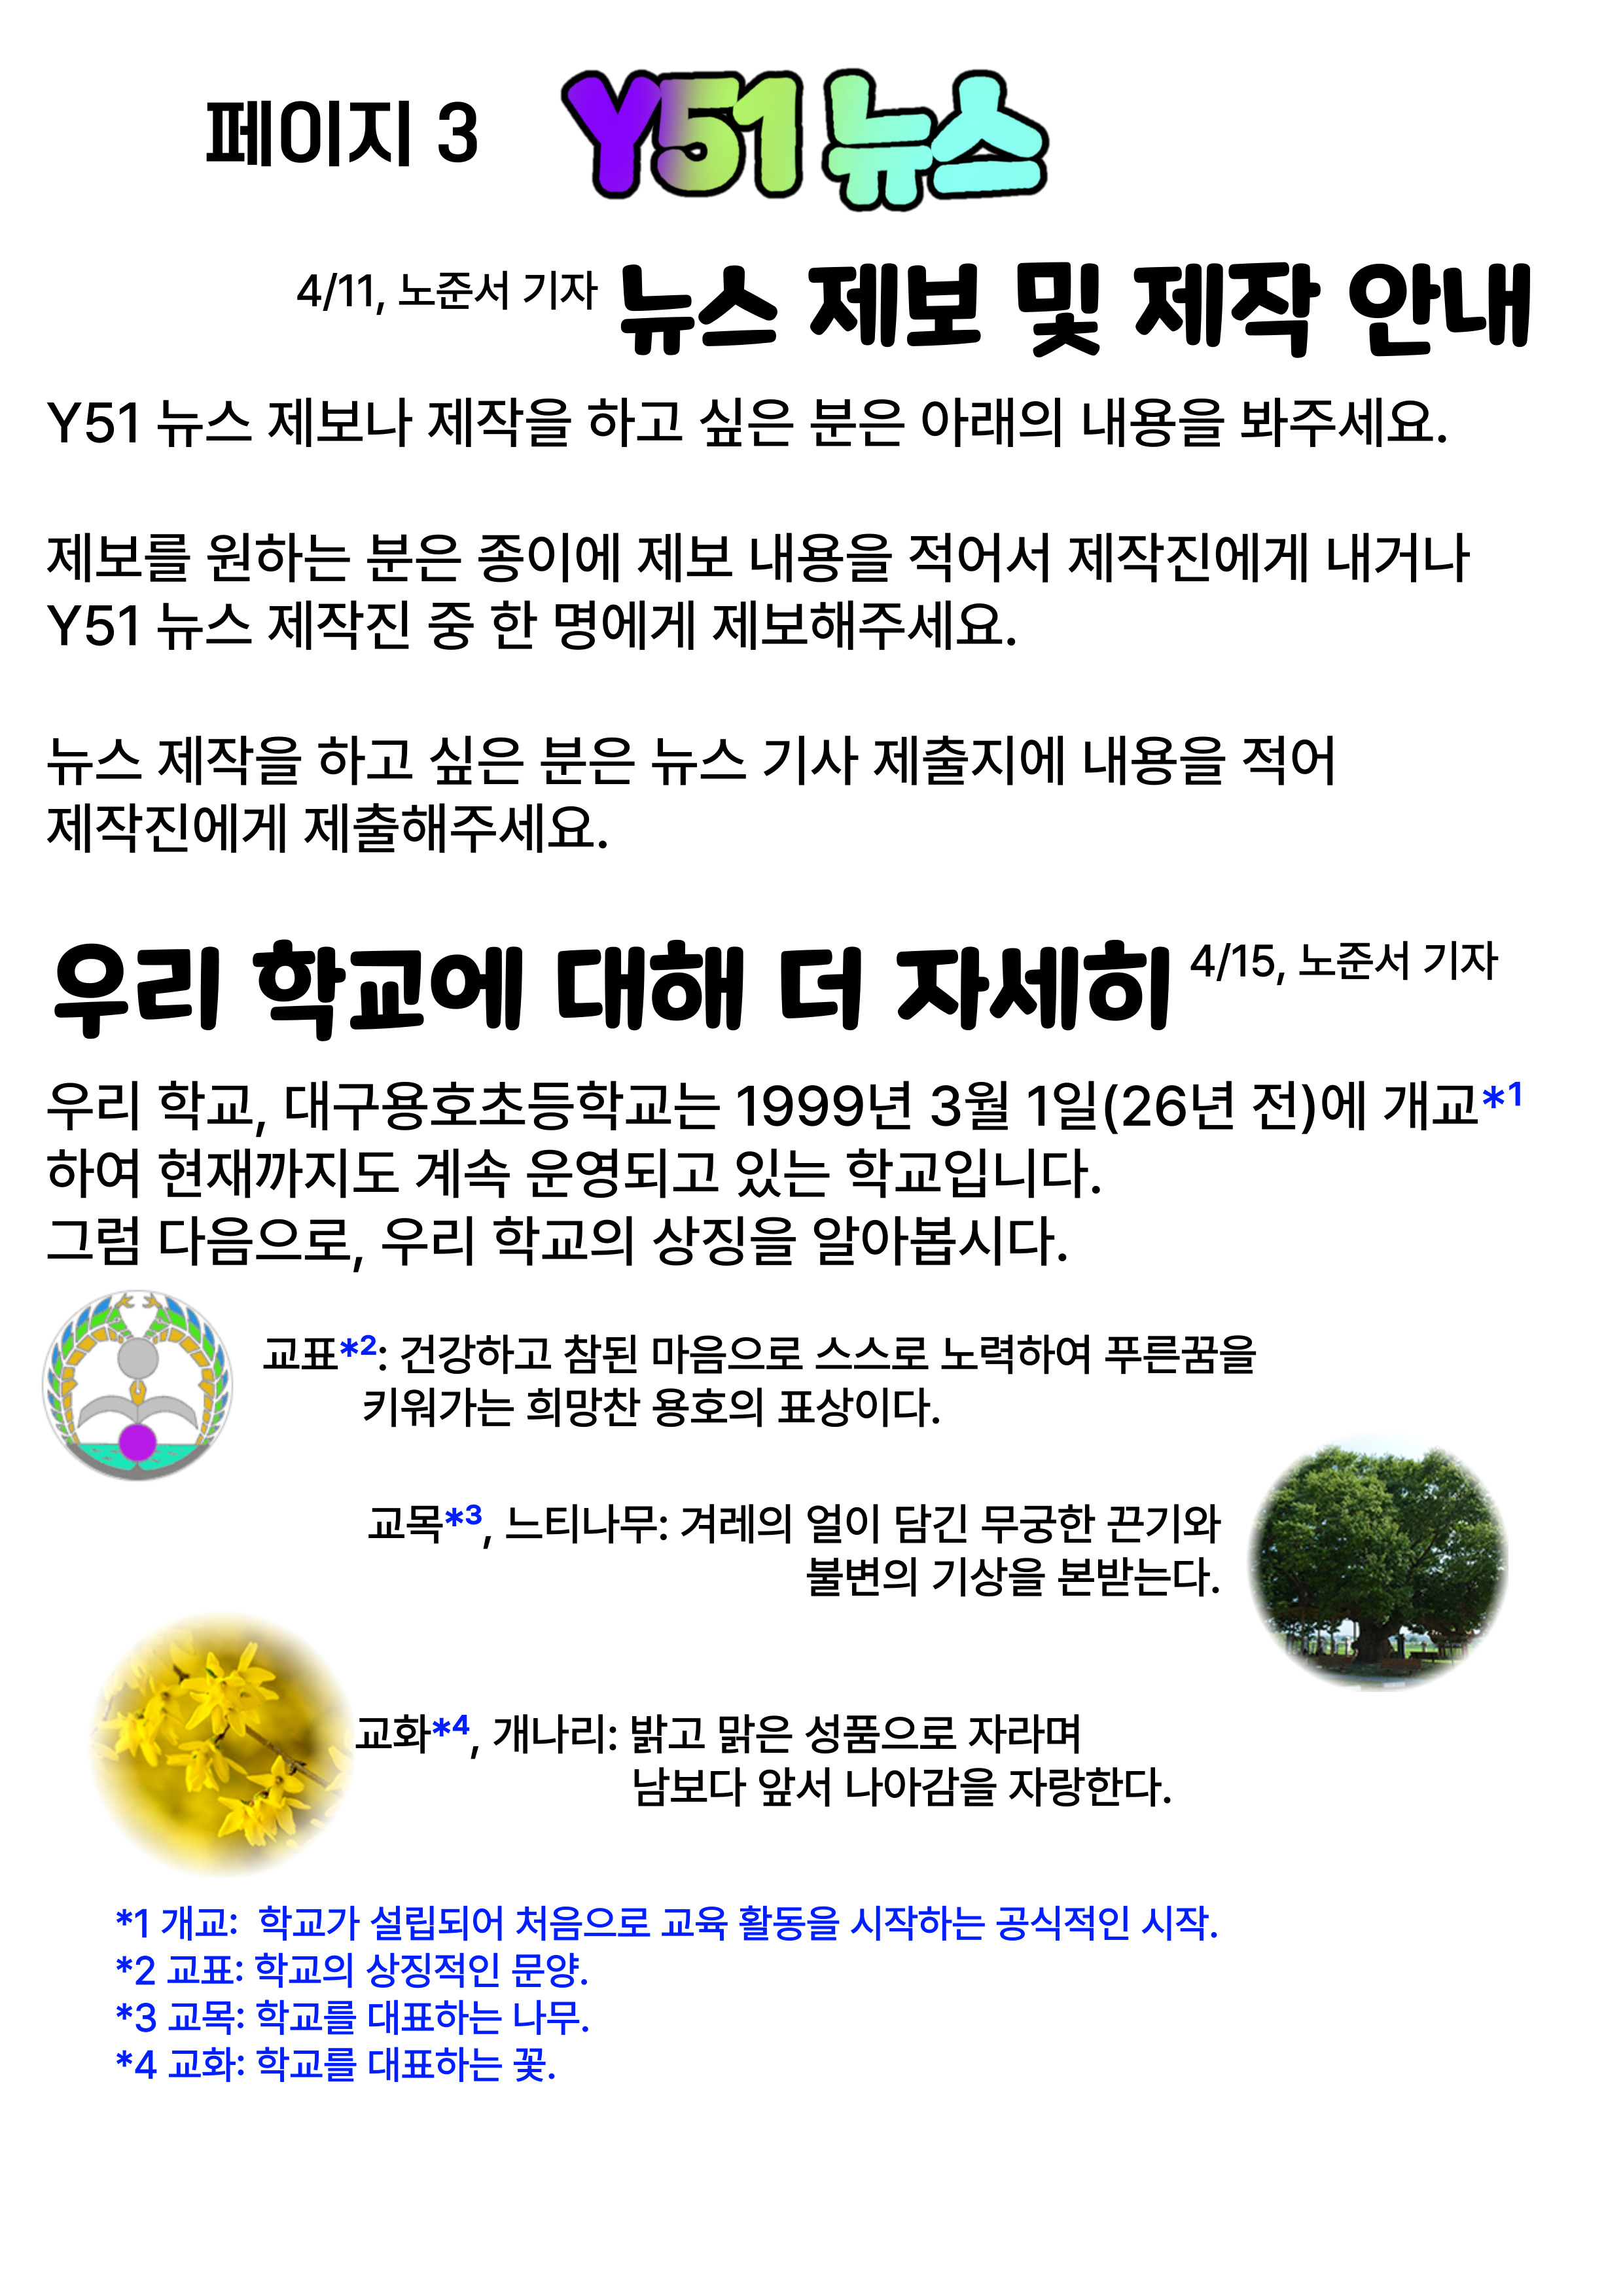 페이지 3
Y51 뉴스
4/11, 노준서 기자
뉴스 제보 및 제작 안내
Y51 뉴스 제보나 제작을 하고 싶은 분은 아래의 내용을 봐주세요.
제보를 원하는 분은 종이에 제보 내용을 적어서 제작진에게 내거나
Y51 뉴스 제작진 중 한 명에게 제보해주세요.
뉴스 제작을 하고 싶은 분은 뉴스 기사 제출지에 내용을 적어
제작진에게 제출해주세요.
우리 학교에 대해 더 자세히
4/15, 노준서 기자
우리 학교, 대구용호초등학교는 1999년 3월 1일(26년 전)에 개교*1
하여 현재까지도 계속 운영되고 있는 학교입니다.
그럼 다음으로, 우리 학교의 상징을 알아봅시다.
교표*2: 건강하고 참된 마음으로 스스로 노력하여 푸른꿈을
키워가는 희망찬 용호의 표상이다.
교목*3, 느티나무: 겨레의 얼이 담긴 무궁한 끈기와
불변의 기상을 본받는다.
교화*4, 개나리: 밝고 맑은 성품으로 자라며
남보다 앞서 나아감을 자랑한다.
*1 개교: 학교가 설립되어 처음으로 교육 활동을 시작하는 공식적인 시작.
*2 교표: 학교의 상징적인 문양.
*3 교목: 학교를 대표하는 나무.
*4 교화: 학교를 대표하는 꽃.